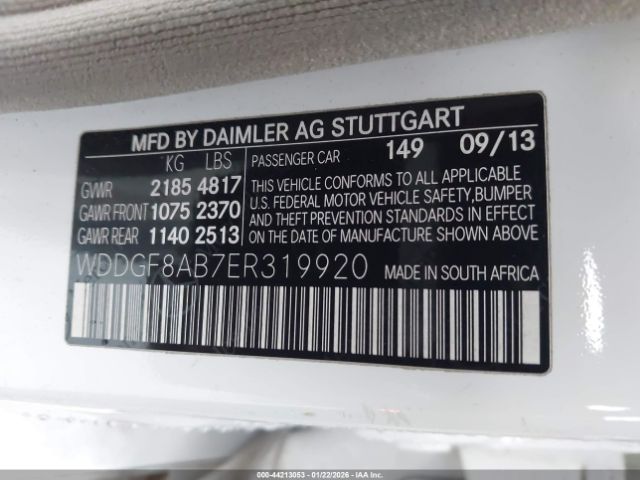 MFD BY DAIMLER AG STUTTGART
KG LBS
GVWR 2185 4817
GAWR FRONT 1075 2370
GAWR REAR 1140 2513
PASSENGER CAR 149 09/13
THIS VEHICLE CONFORMS TO ALL APPLICABLE
U.S. FEDERAL MOTOR VEHICLE SAFETY,BUMPER
AND THEFT PREVENTION STANDARDS IN EFFECT
ON THE DATE OF MANUFACTURE SHOWN ABOVE.
WDDGF8AB7ER319920 MADE IN SOUTH AFRICA
(000-44213053 | 01/22/2026 - IAA Inc.)